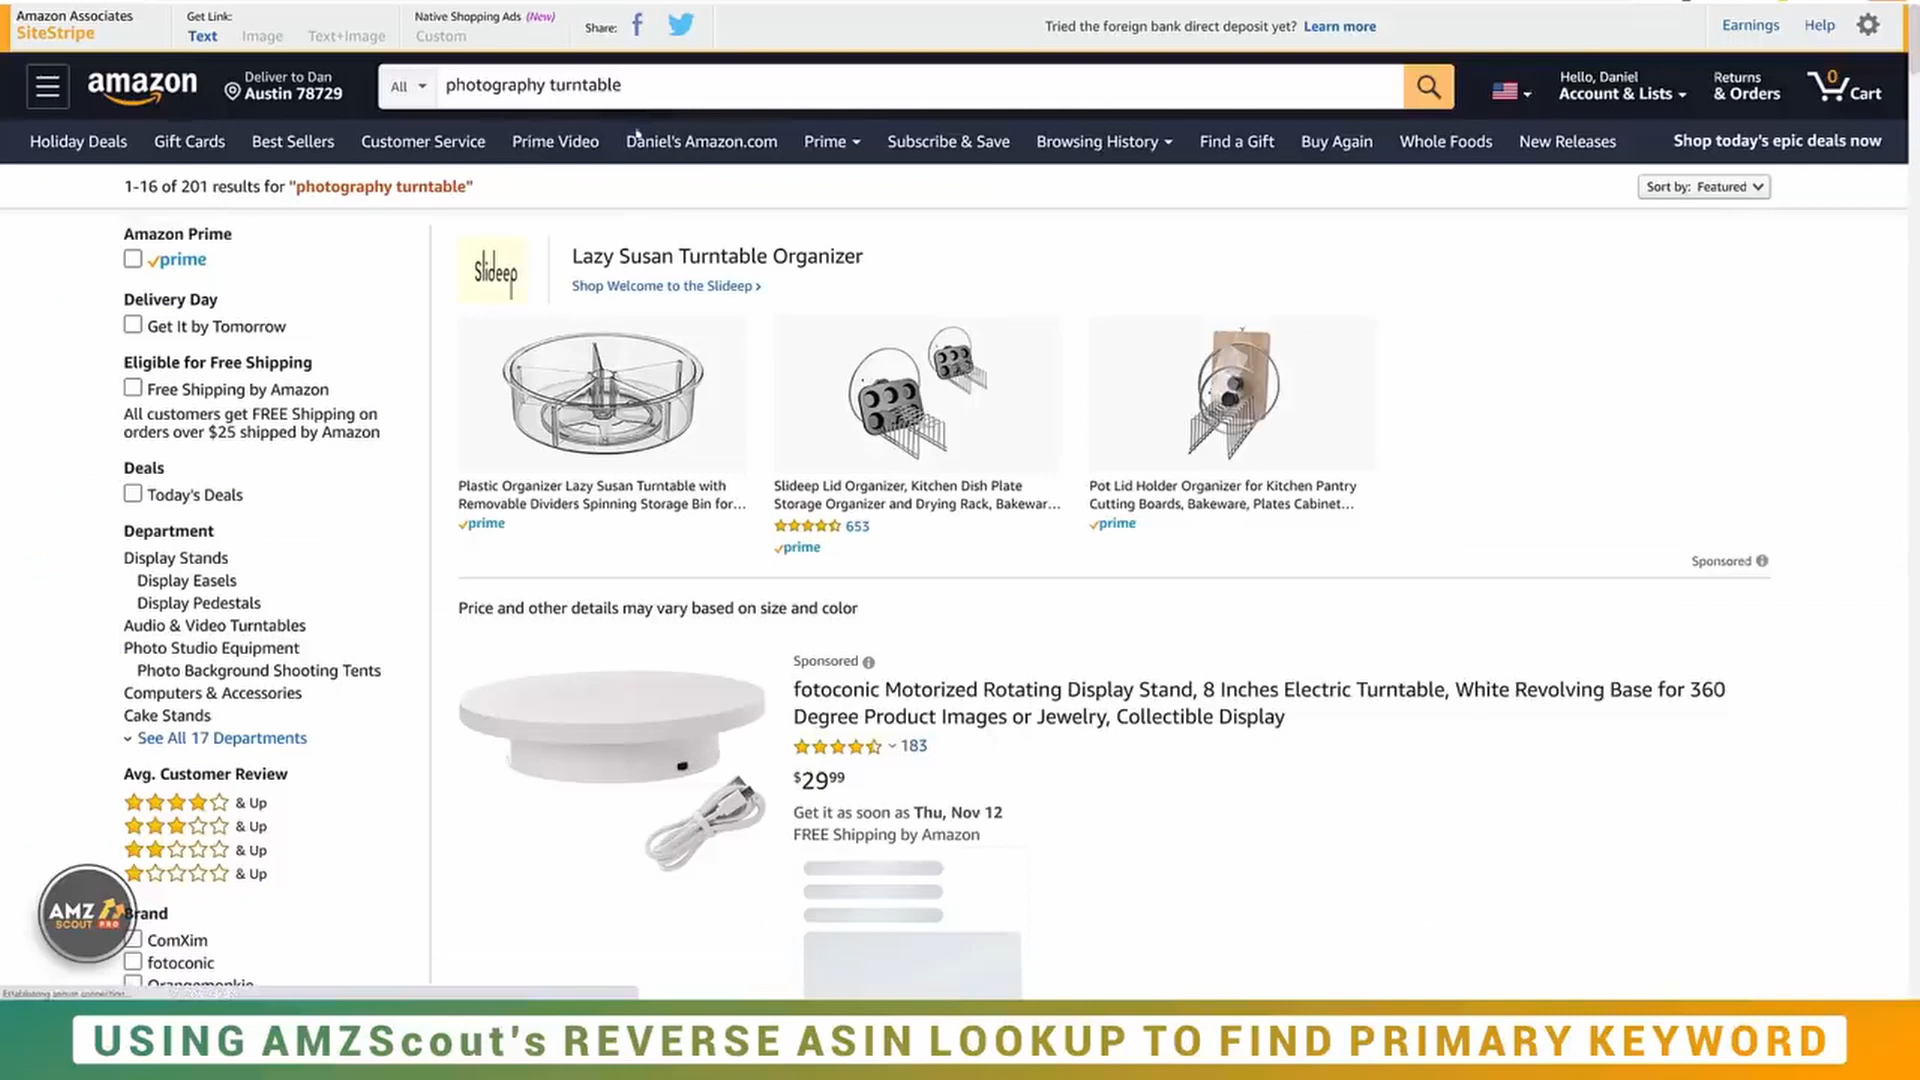 Amazon Associates
SiteStripe
Get Link:
Text Image Text+Image
Native Shopping Ads (New)
Custom
Share:
Tried the foreign bank direct deposit yet? Learn more
Earnings Help
amazon
Deliver to Dan
Austin 78729
All
photography turntable
Hello, Daniel
Account & Lists
Returns
& Orders
0
Cart
Holiday Deals Gift Cards Best Sellers Customer Service Prime Video Daniel's Amazon.com Prime Subscribe & Save Browsing History Find a Gift Buy Again Whole Foods New Releases Shop today's epic deals now
1-16 of 201 results for "photography turntable"
Sort by: Featured
Amazon Prime
prime
Delivery Day
Get It by Tomorrow
Eligible for Free Shipping
Free Shipping by Amazon
All customers get FREE Shipping on
orders over $25 shipped by Amazon
Deals
Today's Deals
Department
Display Stands
Display Easels
Display Pedestals
Audio & Video Turntables
Photo Studio Equipment
Photo Background Shooting Tents
Computers & Accessories
Cake Stands
See All 17 Departments
Avg. Customer Review
& Up
& Up
& Up
& Up
Brand
ComXim
fotoconic
Orangemonkie
AMZ
SCOUT PRO
Slideep
Lazy Susan Turntable Organizer
Shop Welcome to the Slideep ›
Plastic Organizer Lazy Susan Turntable with
Removable Dividers Spinning Storage Bin for...
prime
Slideep Lid Organizer, Kitchen Dish Plate
Storage Organizer and Drying Rack, Bakewar...
653
prime
Pot Lid Holder Organizer for Kitchen Pantry
Cutting Boards, Bakeware, Plates Cabinet...
prime
Sponsored
Price and other details may vary based on size and color
Sponsored
fotoconic Motorized Rotating Display Stand, 8 Inches Electric Turntable, White Revolving Base for 360
Degree Product Images or Jewelry, Collectible Display
183
$2999
Get it as soon as Thu, Nov 12
FREE Shipping by Amazon
USING AMZScout's REVERSE ASIN LOOKUP TO FIND PRIMARY KEYWORD